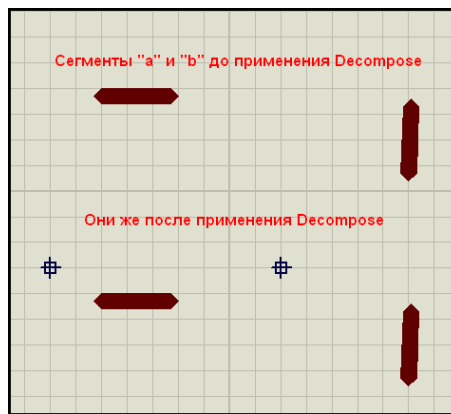 Сегменты "a" и "b" до применения Decompose
Они же после применения Decompose